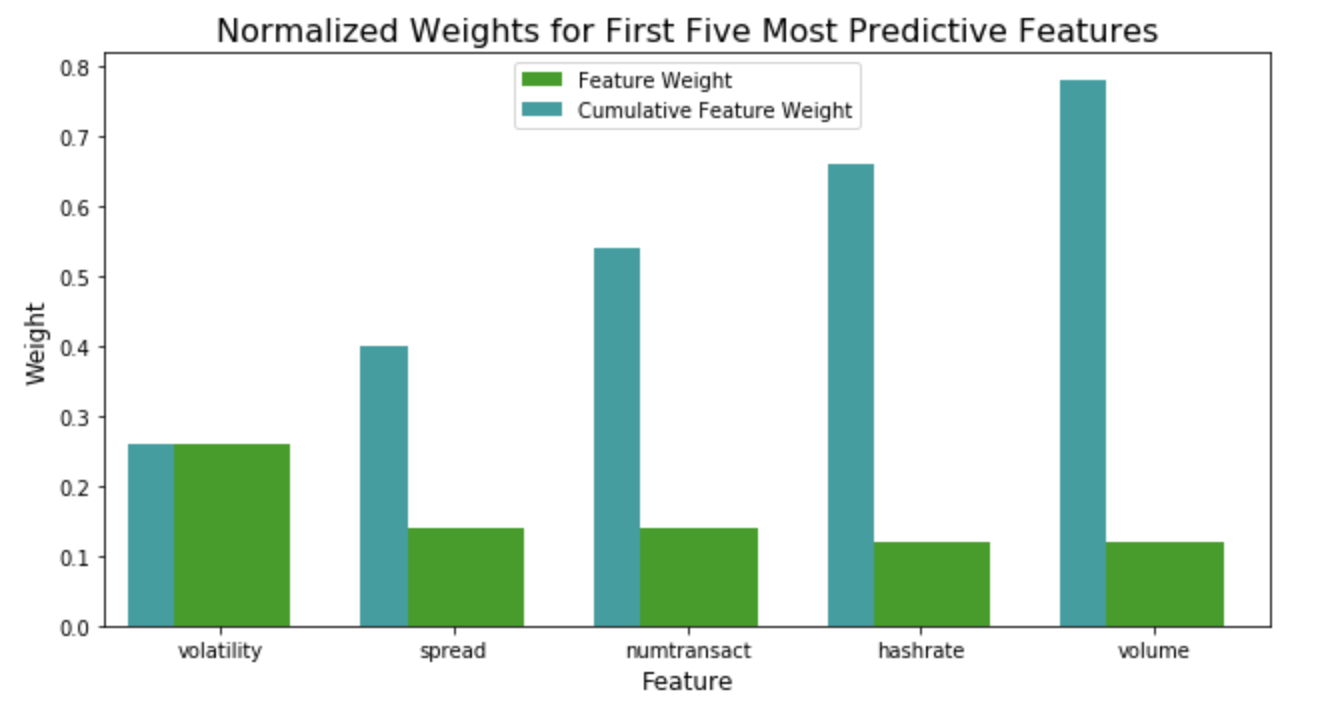 Normalized Weights for First Five Most Predictive Features
Feature Weight
Cumulative Feature Weight
0.8
0.7
0.6
0.5
0.4
0.3
0.2
0.1
0.0
Weight
volatility spread numtransact hashrate volume
Feature